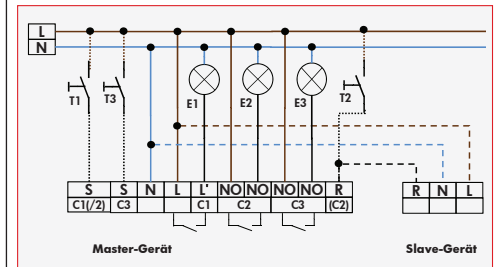 L
N
T1 T3 E1 E2 E3 T2
S S N L L' NO NO NO NO R R N L
C1(/2) C3 C1 C2 C3 (C2)
Master-Gerät Slave-Gerät